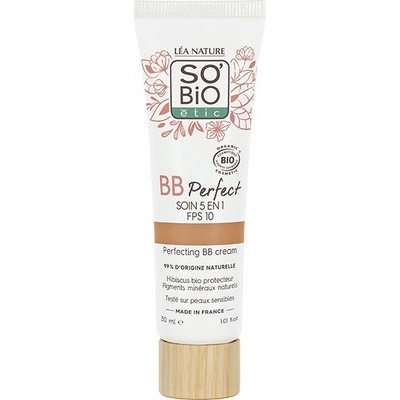 LÉA NATURE
SO'
BiO
étic
ORGANIC
BIO
COSMETIC
BB Perfect
SOIN 5 EN 1
FPS 10
Perfecting BB cream
99% D'ORIGINE NATURELLE
Hibiscus bio protecteur
Pigments minéraux naturels
Testé sur peaux sensibles
MADE IN FRANCE
30 ml e
1.01 fl.oz